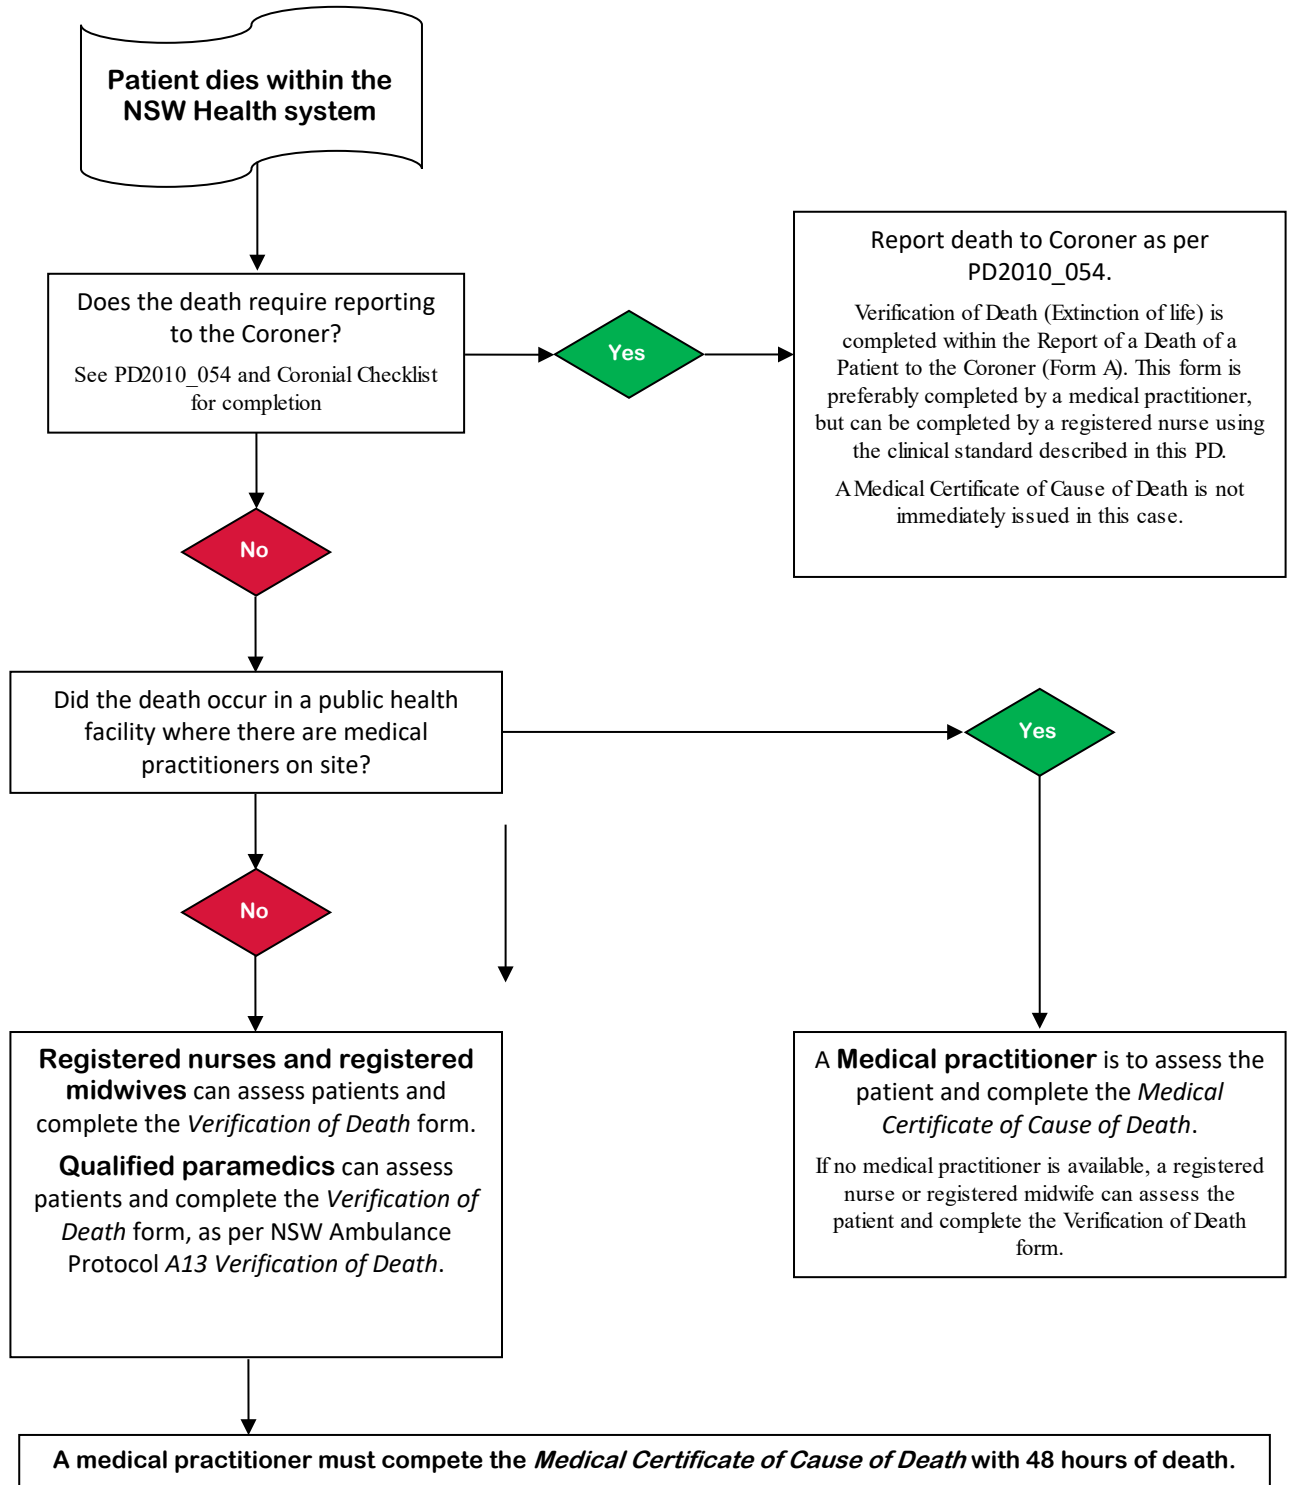 Patient dies within the
NSW Health system
Does the death require reporting
to the Coroner?
See PD2010_054 and Coronial Checklist
for completion
Yes
Report death to Coroner as per
PD2010_054.
Verification of Death (Extinction of life) is
completed within the Report of a Death of a
Patient to the Coroner (Form A). This form is
preferably completed by a medical practitioner,
but can be completed by a registered nurse using
the clinical standard described in this PD.
A Medical Certificate of Cause of Death is not
immediately issued in this case.
No
Did the death occur in a public health
facility where there are medical
practitioners on site?
Yes
No
Registered nurses and registered
midwives can assess patients and
complete the Verification of Death form.
Qualified paramedics can assess
patients and complete the Verification of
Death form, as per NSW Ambulance
Protocol A13 Verification of Death.
A Medical practitioner is to assess the
patient and complete the Medical
Certificate of Cause of Death.
If no medical practitioner is available, a registered
nurse or registered midwife can assess the
patient and complete the Verification of Death
form.
A medical practitioner must compete the Medical Certificate of Cause of Death with 48 hours of death.